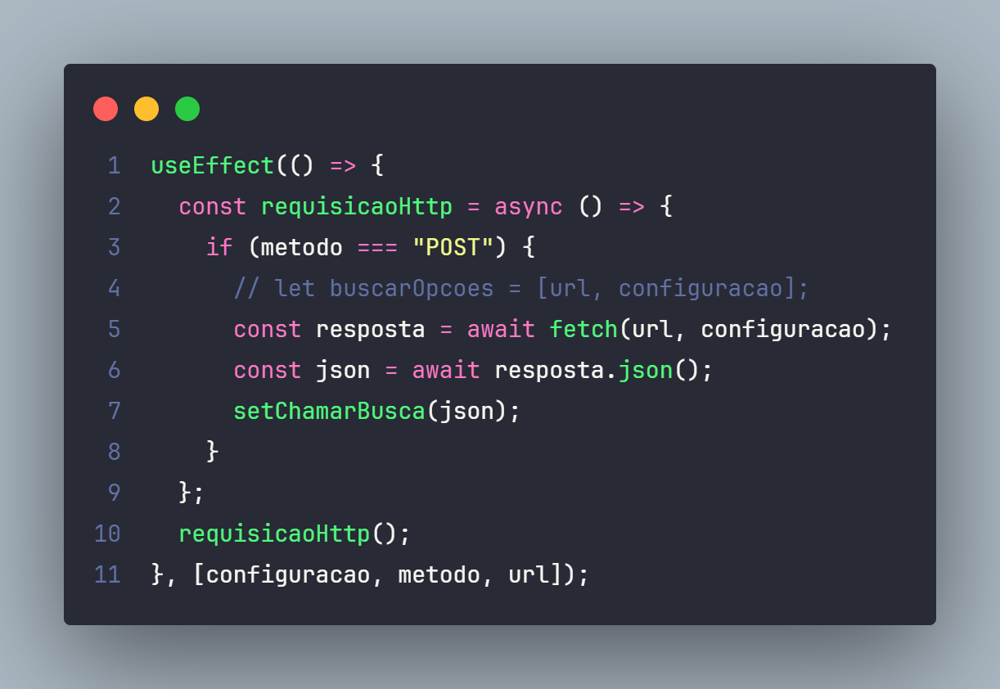 1 useEffect(() => {
2   const requisicaoHttp = async () => {
3     if (metodo === "POST") {
4       // let buscarOpcoes = [url, configuracao];
5       const resposta = await fetch(url, configuracao);
6       const json = await resposta.json();
7       setChamarBusca(json);
8     }
9   };
10   requisicaoHttp();
11 }, [configuracao, metodo, url]);